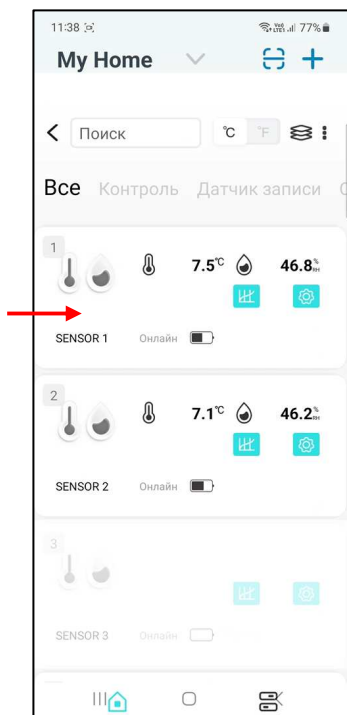 11:38 77%
My Home
Поиск °C °F
Все Контроль Датчик записи
1
7.5°C 46.8%RH
SENSOR 1 Онлайн
2
7.1°C 46.2%RH
SENSOR 2 Онлайн
3
SENSOR 3 Онлайн